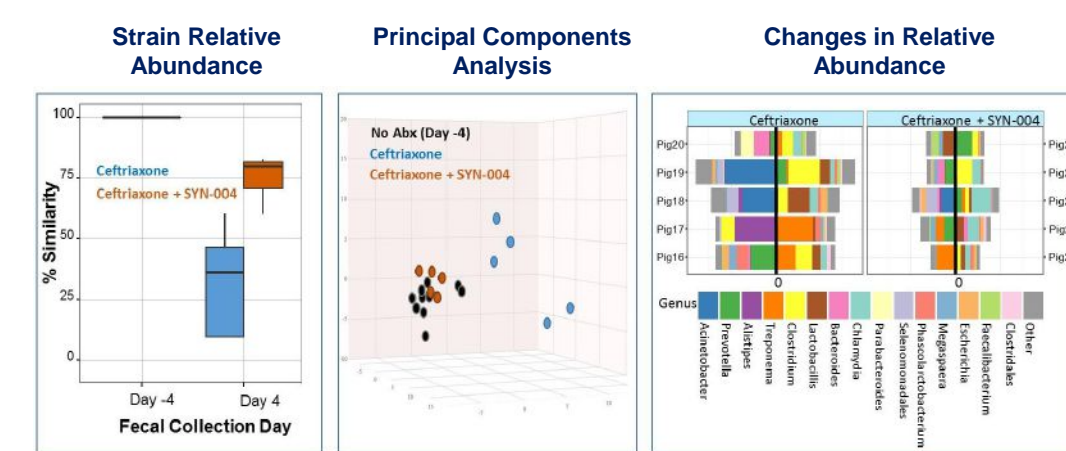 Strain Relative
Abundance
Principal Components
Analysis
Changes in Relative
Abundance
100
75
50
25
0
% Similarity
Ceftriaxone
Ceftriaxone + SYN-004
Day -4
Day 4
Fecal Collection Day
No Abx (Day -4)
Ceftriaxone
Ceftriaxone + SYN-004
Ceftriaxone
Ceftriaxone + SYN-004
Pig20
Pig19
Pig18
Pig17
Pig16
0
0
Genus
Acinetobacter
Prevotella
Alistipes
Treponema
Clostridium
Lactobacillis
Bacteroides
Chlamydia
Parabacteroides
Selenomonadales
Phascolarctobacterium
Megaspaera
Escherichia
Faecalibacterium
Clostridales
Other